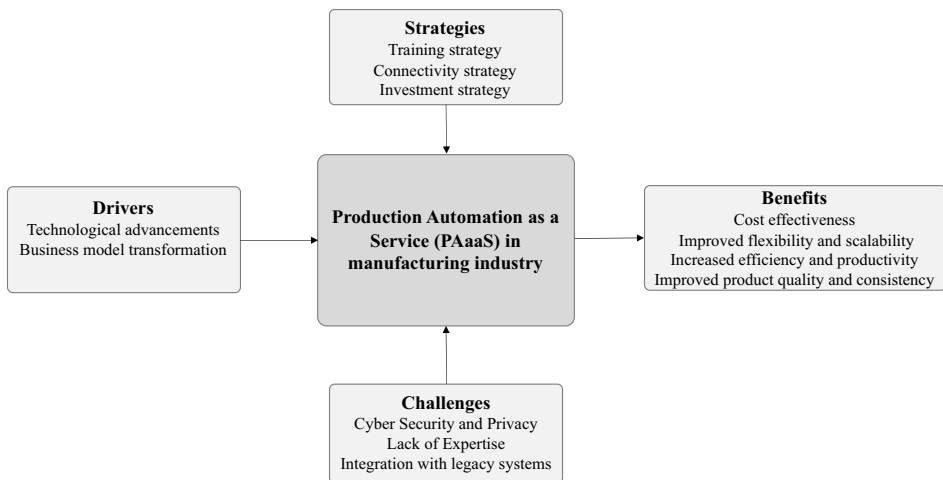 Strategies
Training strategy
Connectivity strategy
Investment strategy
Drivers
Technological advancements
Business model transformation
Production Automation as a
Service (PAaaS) in
manufacturing industry
Benefits
Cost effectiveness
Improved flexibility and scalability
Increased efficiency and productivity
Improved product quality and consistency
Challenges
Cyber Security and Privacy
Lack of Expertise
Integration with legacy systems